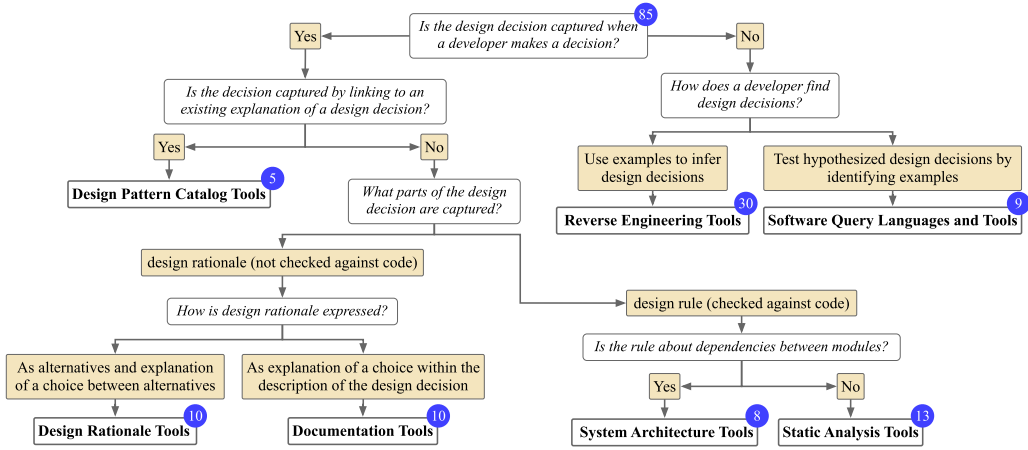 85
Is the design decision captured when
a developer makes a decision?
Yes
No
Is the decision captured by linking to an
existing explanation of a design decision?
How does a developer find
design decisions?
Yes
No
Use examples to infer
design decisions
Test hypothesized design decisions by
identifying examples
5
Design Pattern Catalog Tools
What parts of the design
decision are captured?
30
Reverse Engineering Tools
9
Software Query Languages and Tools
design rationale (not checked against code)
design rule (checked against code)
How is design rationale expressed?
Is the rule about dependencies between modules?
As alternatives and explanation
of a choice between alternatives
As explanation of a choice within the
description of the design decision
Yes
No
10
Design Rationale Tools
10
Documentation Tools
8
System Architecture Tools
13
Static Analysis Tools